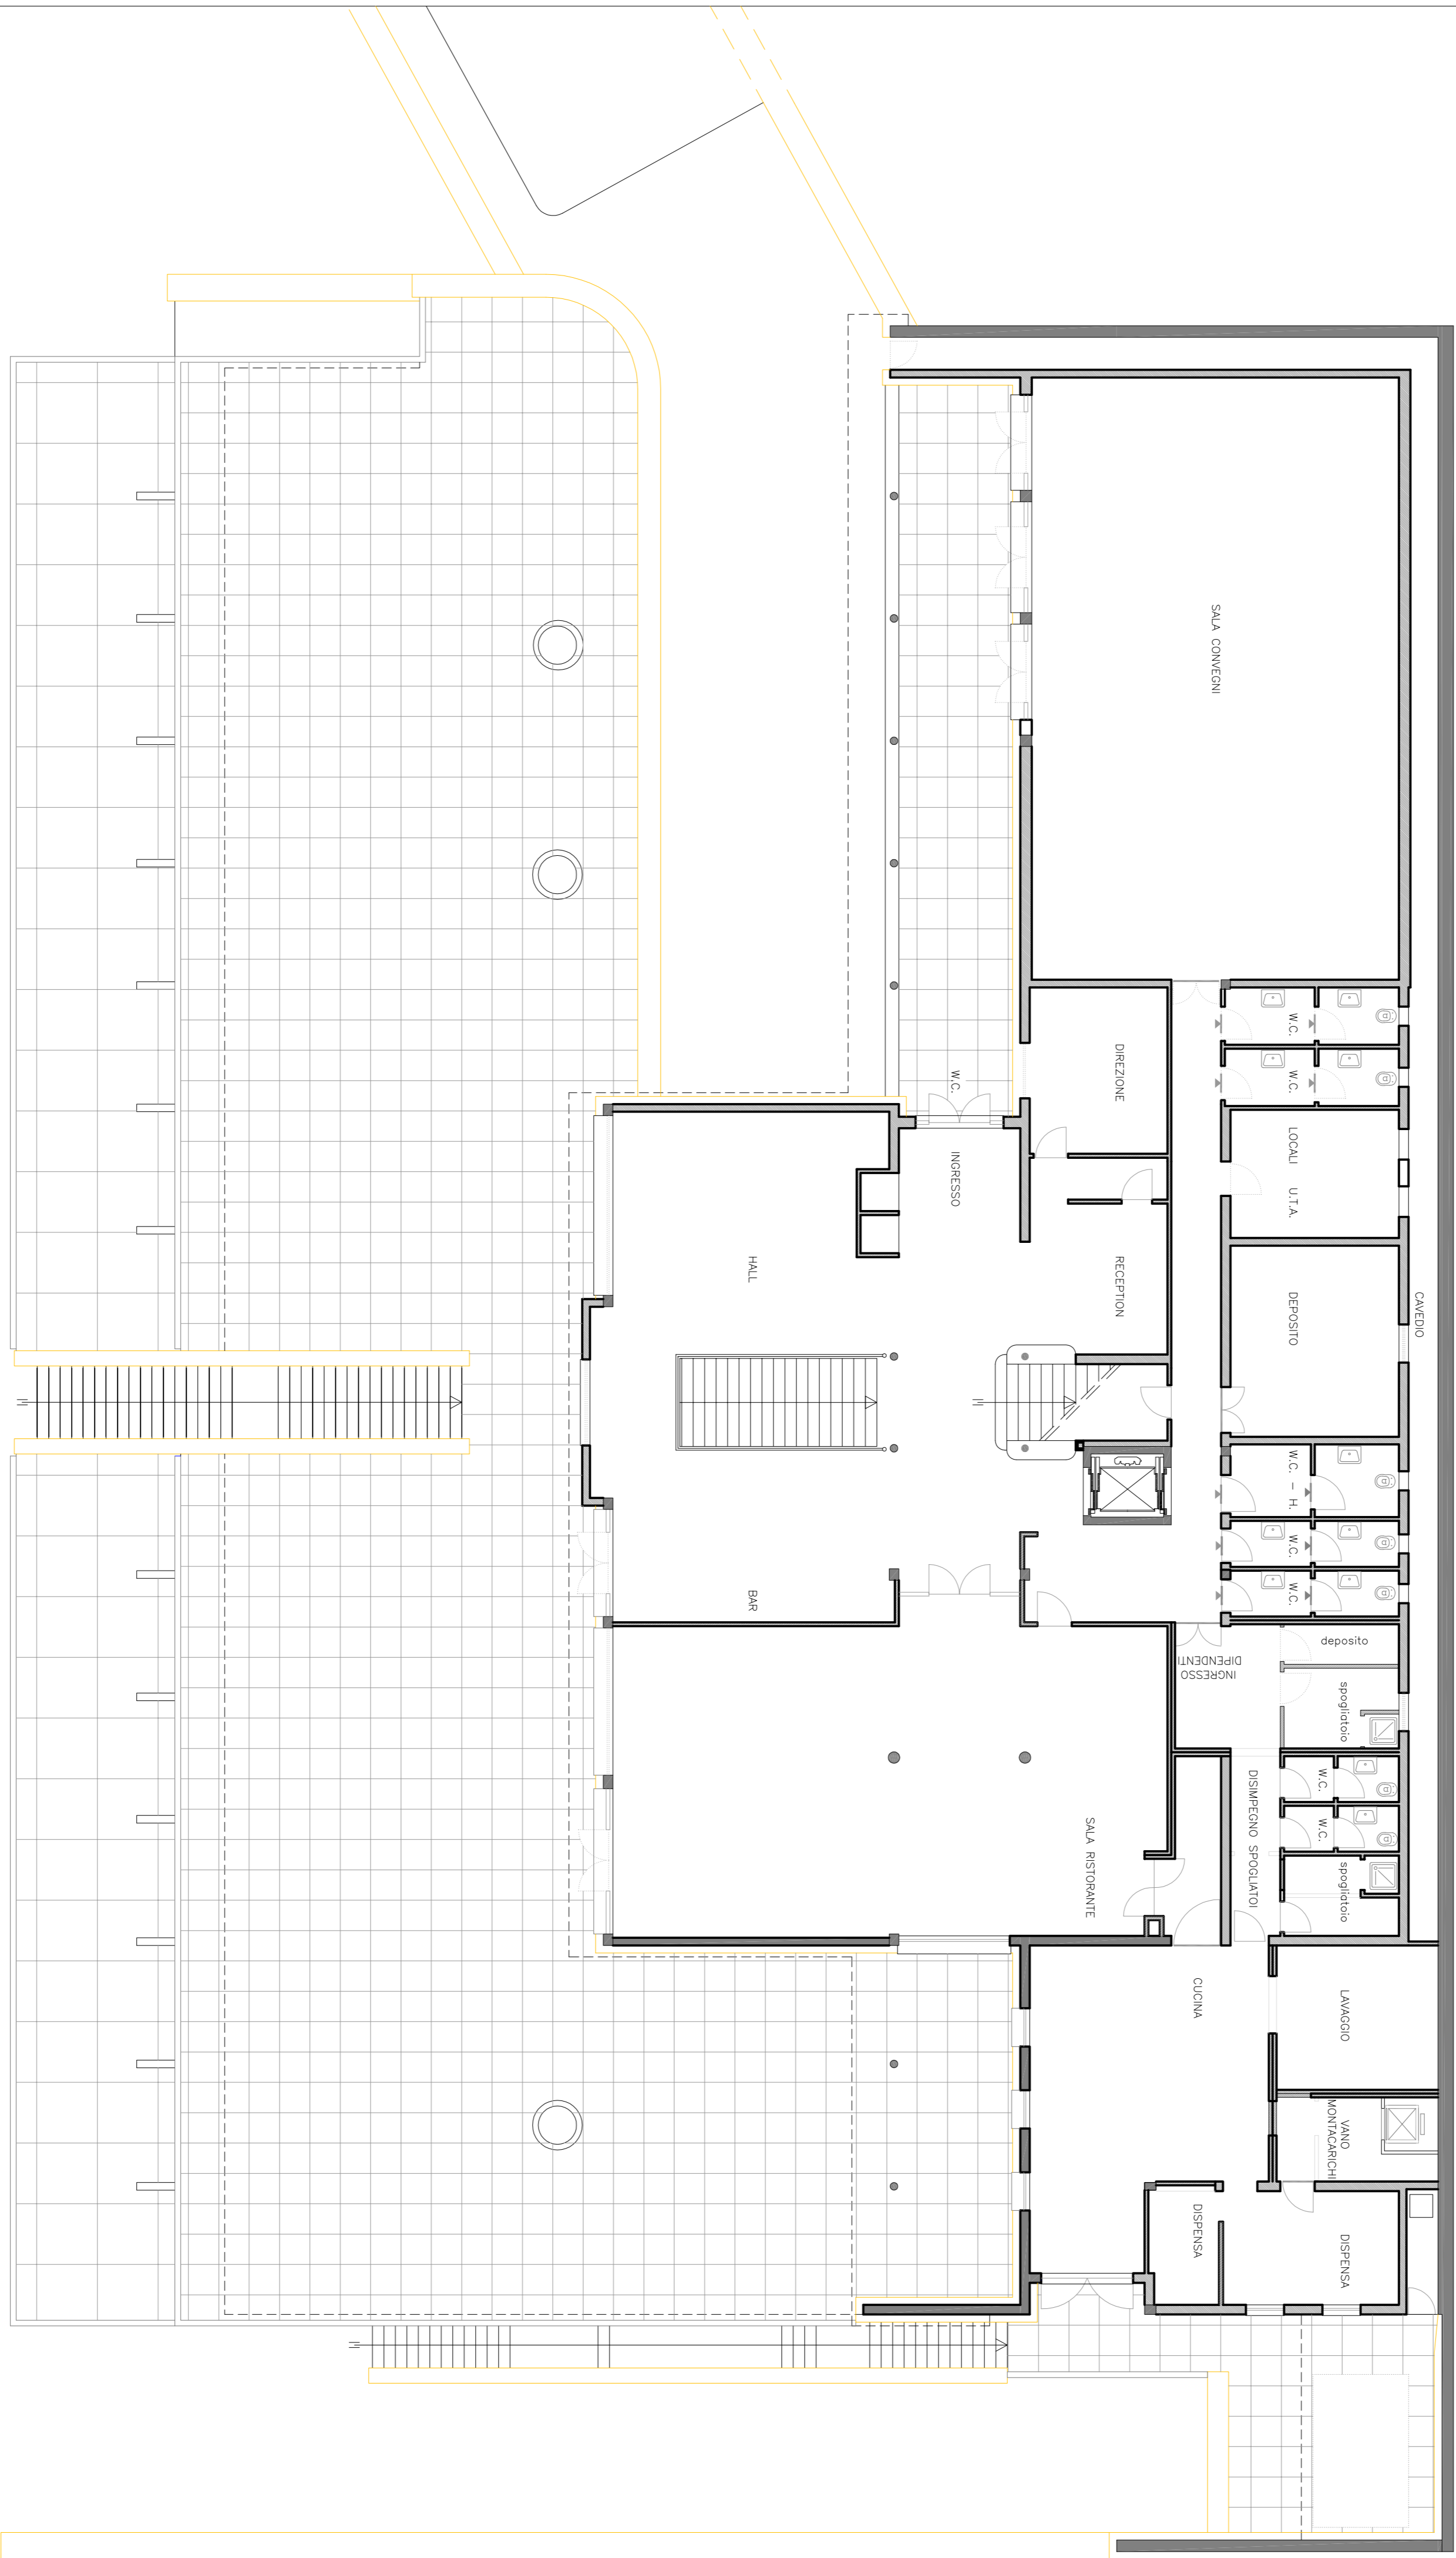 CAVEDIO
SALA CONVEGNI
W.C.
W.C.
LOCALI U.T.A.
DEPOSITO
W.C. - H.
W.C.
W.C.
deposito
spogliatoio
W.C.
W.C.
spogliatoio
LAVAGGIO
VANO
MONTACARICHI
DISPENSA
DISIMPEGNO SPOGLIATOI
INGRESSO
DIPENDENTI
CUCINA
DISPENSA
DIREZIONE
RECEPTION
SALA RISTORANTE
W.C.
INGRESSO
HALL
BAR